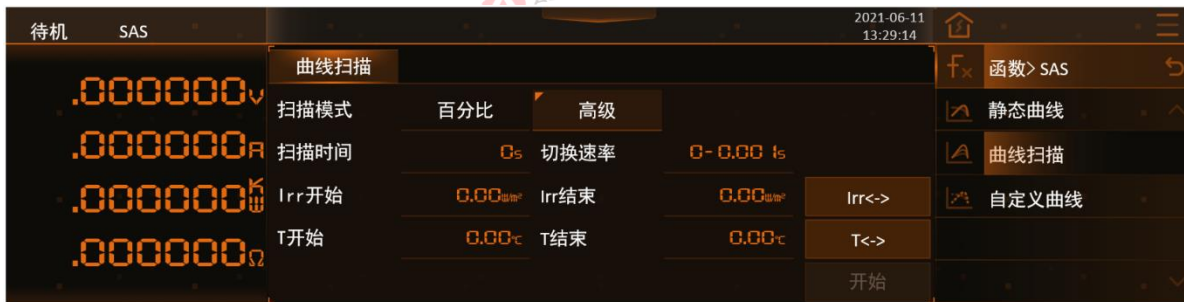 待机 SAS
2021-06-11
13:29:14
.000000v
.000000A
.000000kW
.000000Ω
曲线扫描
扫描模式 百分比 高级
扫描时间 0s 切换速率 0-0.001s
Irr开始 0.00W/m² Irr结束 0.00W/m² Irr<->
T开始 0.00℃ T结束 0.00℃ T<->
开始
fx 函数>SAS
静态曲线
曲线扫描
自定义曲线